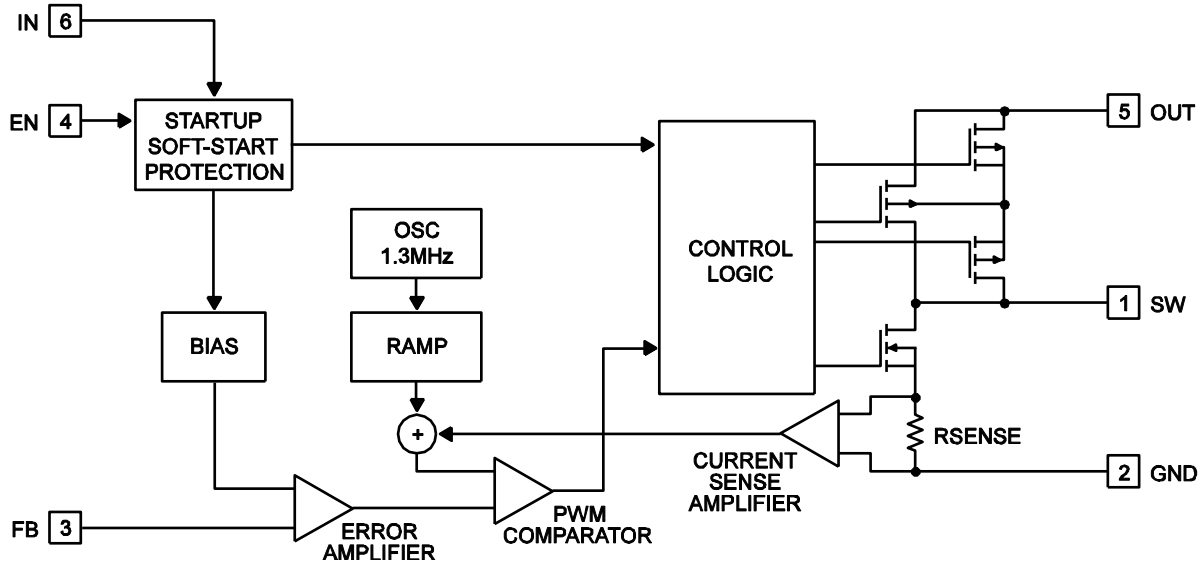 IN 6
EN 4
STARTUP
SOFT-START
PROTECTION
OSC
1.3MHz
BIAS
RAMP
+
CONTROL
LOGIC
5 OUT
1 SW
RSENSE
2 GND
CURRENT
SENSE
AMPLIFIER
PWM
COMPARATOR
FB 3
ERROR
AMPLIFIER